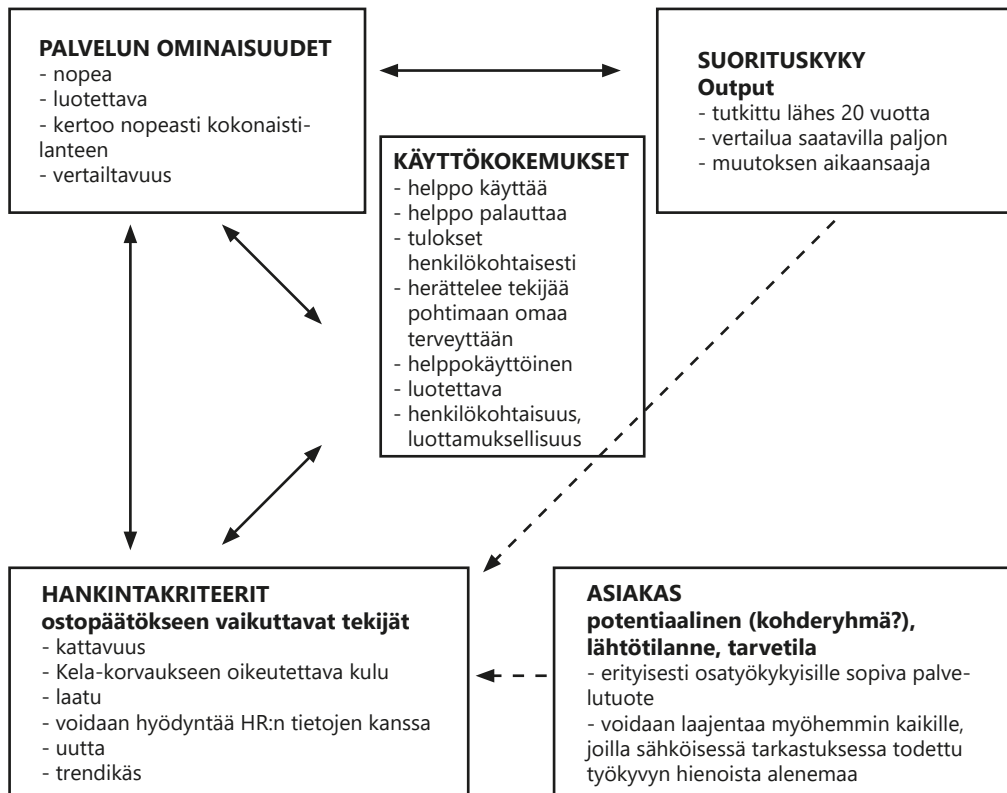 PALVELUN OMINAISUUDET
- nopea
- luotettava
- kertoo nopeasti kokonaisti-
lanteen
- vertailtavuus
SUORITUSKYKY
Output
- tutkittu lähes 20 vuotta
- vertailua saatavilla paljon
- muutoksen aikaansaaja
KÄYTTÖKOKEMUKSET
- helppo käyttää
- helppo palauttaa
- tulokset
henkilökohtaisesti
- herättelee tekijää
pohtimaan omaa
terveyttään
- helppokäyttöinen
- luotettava
- henkilökohtaisuus,
luottamuksellisuus
HANKINTAKRITEERIT
ostopäätökseen vaikuttavat tekijät
- kattavuus
- Kela-korvaukseen oikeutettava kulu
- laatu
- voidaan hyödyntää HR:n tietojen kanssa
- uutta
- trendikäs
ASIAKAS
potentiaalinen (kohderyhmä?),
lähtötilanne, tarvetila
- erityisesti osatyökykyisille sopiva palve-
lutuote
- voidaan laajentaa myöhemmin kaikille,
joilla sähköisessä tarkastuksessa todettu
työkyvyn hienoista alenemaa